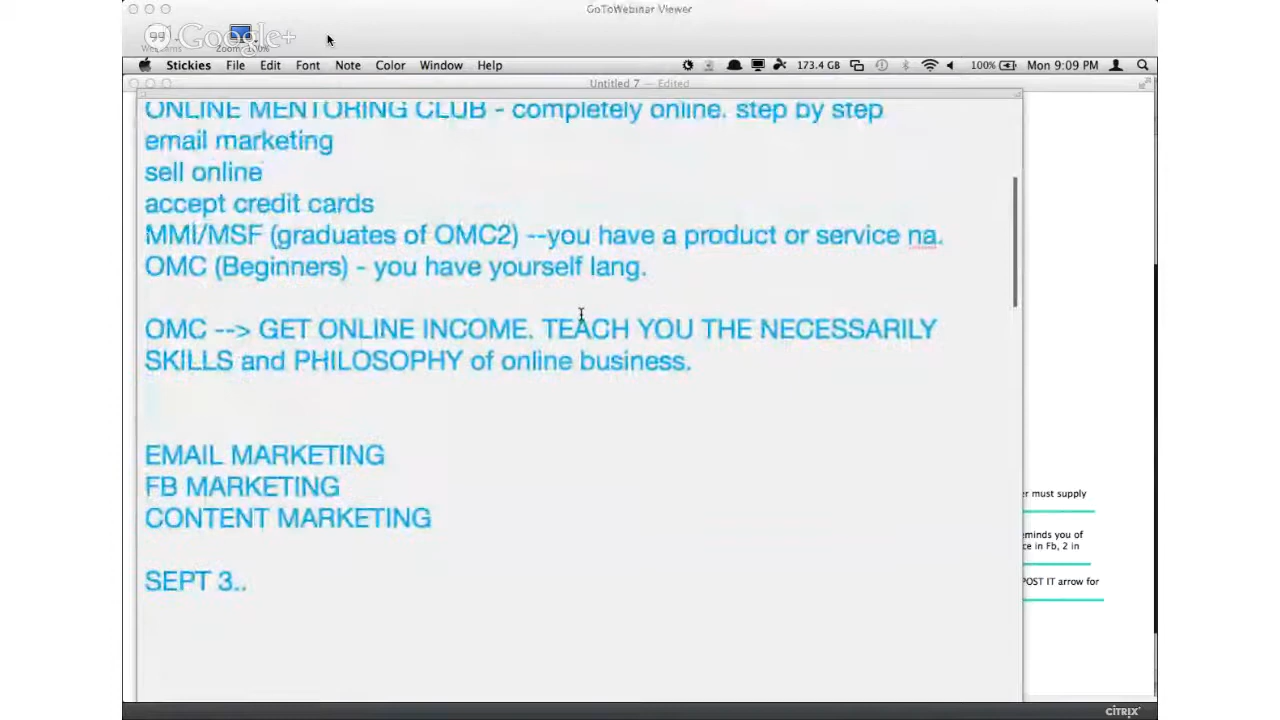 GoToWebinar Viewer
Google+
Stickies File Edit Font Note Color Window Help 173.4 GB 100% Mon 9:09 PM
Untitled 7 — Edited
ONLINE MENTORING CLUB - completely online. step by step
email marketing
sell online
accept credit cards
MMI/MSF (graduates of OMC2) --you have a product or service na.
OMC (Beginners) - you have yourself lang.
OMC --> GET ONLINE INCOME. TEACH YOU THE NECESSARILY
SKILLS and PHILOSOPHY of online business.
EMAIL MARKETING
FB MARKETING
CONTENT MARKETING
SEPT 3..
er must supply
minds you of
ce in Fb, 2 in
POST IT arrow for
CITRIX